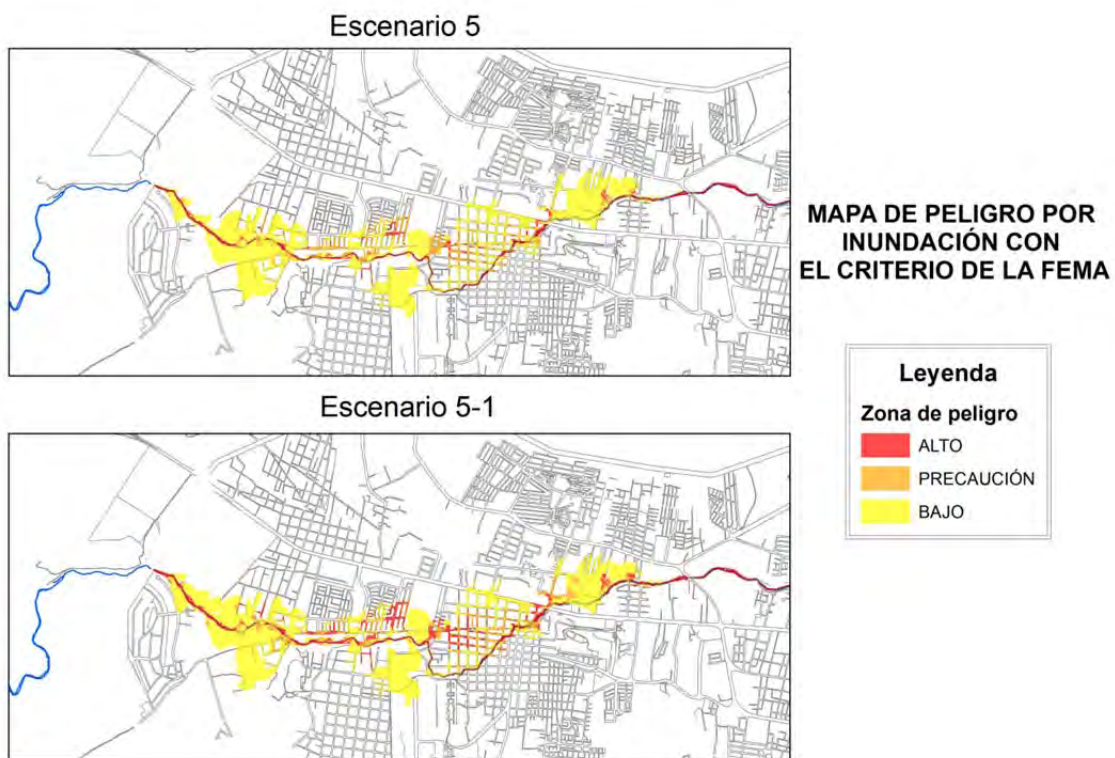 Escenario 5
MAPA DE PELIGRO POR
INUNDACIÓN CON
EL CRITERIO DE LA FEMA
Leyenda
Zona de peligro
ALTO
PRECAUCIÓN
BAJO
Escenario 5-1